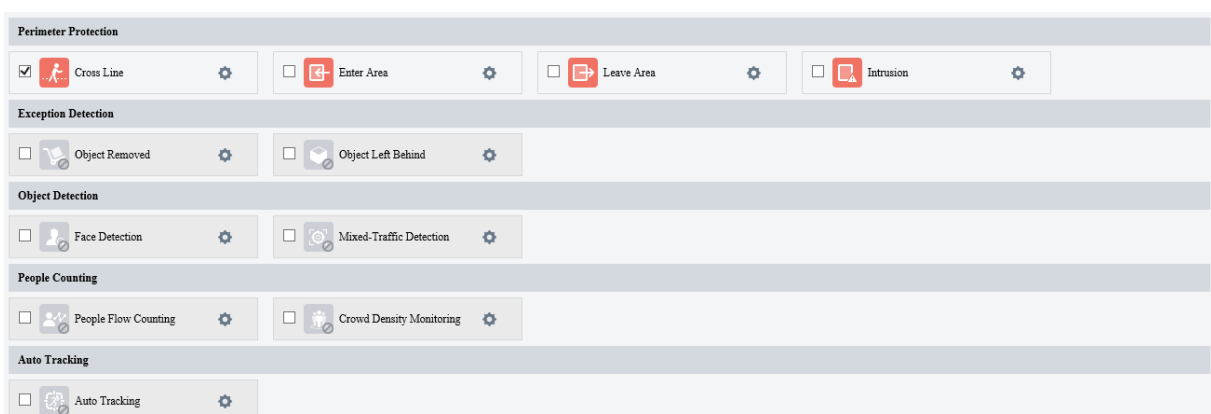 Perimeter Protection
Cross Line Enter Area Leave Area Intrusion
Exception Detection
Object Removed Object Left Behind
Object Detection
Face Detection Mixed-Traffic Detection
People Counting
People Flow Counting Crowd Density Monitoring
Auto Tracking
Auto Tracking